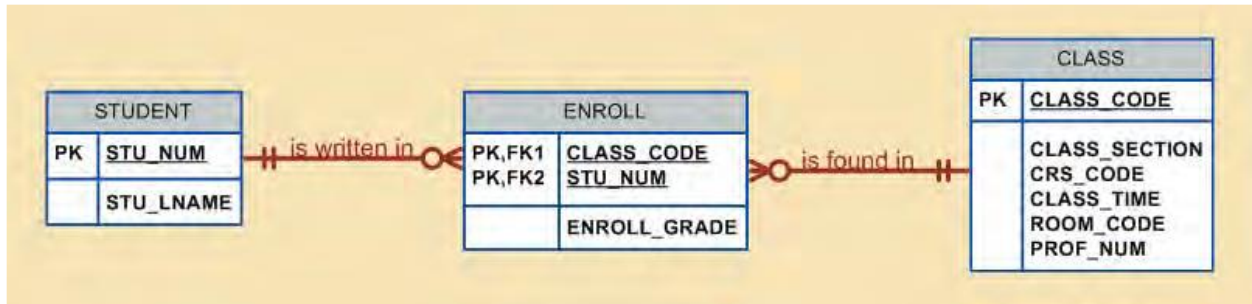 STUDENT
PK STU_NUM
STU_LNAME
is written in
ENROLL
PK,FK1 CLASS_CODE
PK,FK2 STU_NUM
ENROLL_GRADE
is found in
CLASS
PK CLASS_CODE
CLASS_SECTION
CRS_CODE
CLASS_TIME
ROOM_CODE
PROF_NUM